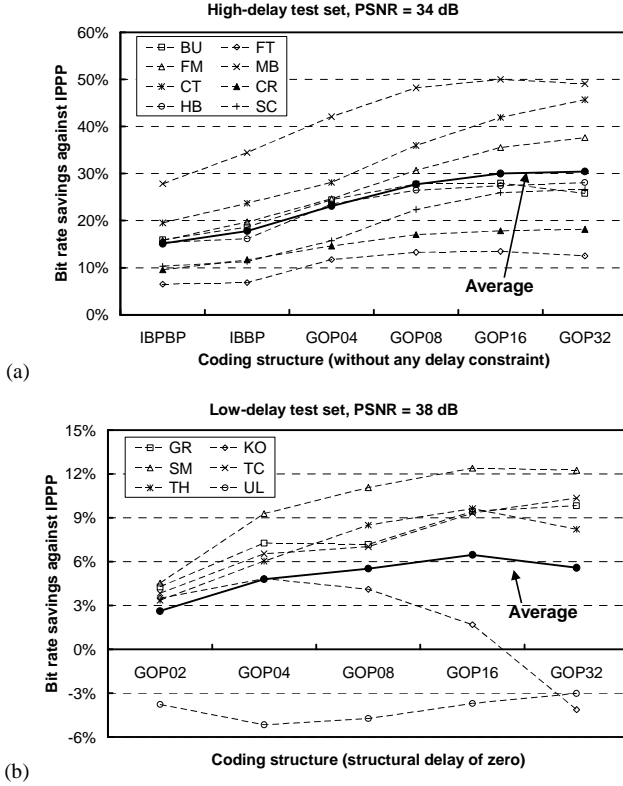 High-delay test set, PSNR = 34 dB
60%
50%
40%
30%
20%
10%
0%
Bit rate savings against IPPP
BU FT
FM MB
CT CR
HB SC
Average
IBPBP IBBP GOP04 GOP08 GOP16 GOP32
Coding structure (without any delay constraint)
(a)
Low-delay test set, PSNR = 38 dB
15%
12%
9%
6%
3%
0%
-3%
-6%
Bit rate savings against IPPP
GR KO
SM TC
TH UL
Average
GOP02 GOP04 GOP08 GOP16 GOP32
Coding structure (structural delay of zero)
(b)